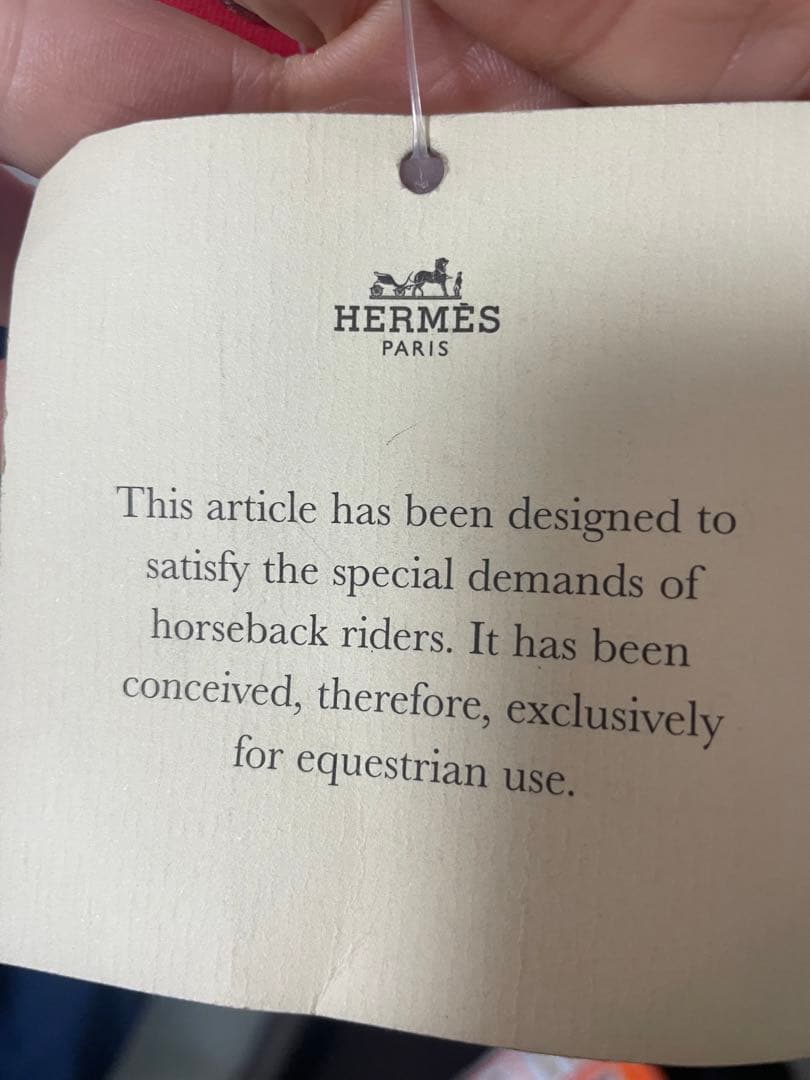 HERMÈS
PARIS
This article has been designed to
satisfy the special demands of
horseback riders. It has been
conceived, therefore, exclusively
for equestrian use.